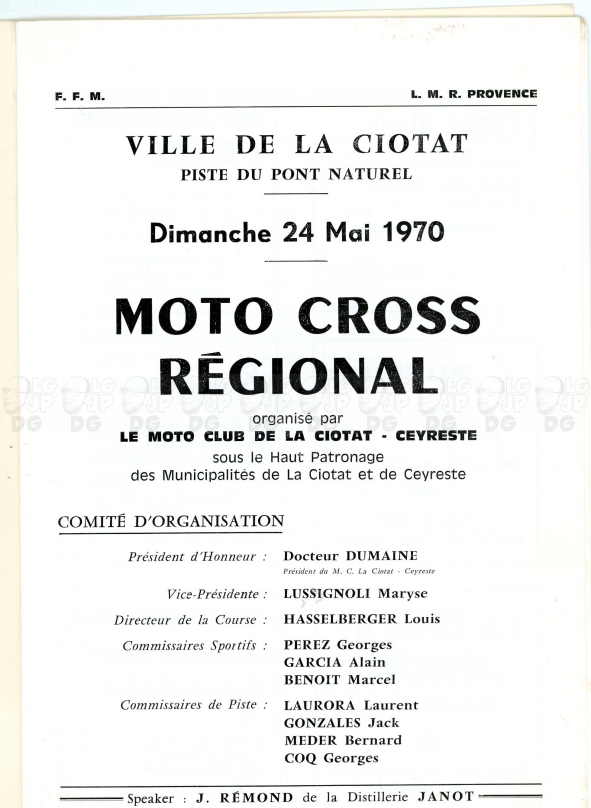 F. F. M. L. M. R. PROVENCE
VILLE DE LA CIOTAT
PISTE DU PONT NATUREL
Dimanche 24 Mai 1970
MOTO CROSS
RÉGIONAL
organisé par
LE MOTO CLUB DE LA CIOTAT - CEYRESTE
sous le Haut Patronage
des Municipalités de La Ciotat et de Ceyreste
COMITÉ D'ORGANISATION
Président d'Honneur : Docteur DUMAINE
Président du M. C. La Ciotat - Ceyreste
Vice-Présidente : LUSSIGNOLI Maryse
Directeur de la Course : HASSELBERGER Louis
Commissaires Sportifs : PEREZ Georges
GARCIA Alain
BENOIT Marcel
Commissaires de Piste : LAURORA Laurent
GONZALES Jack
MEDER Bernard
COQ Georges
Speaker : J. RÉMOND de la Distillerie JANOT